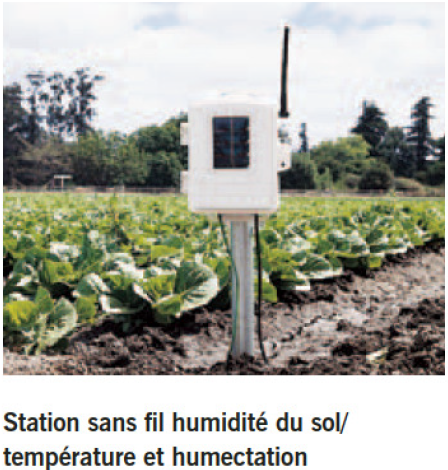 Station sans fil humidité du sol/
température et humectation